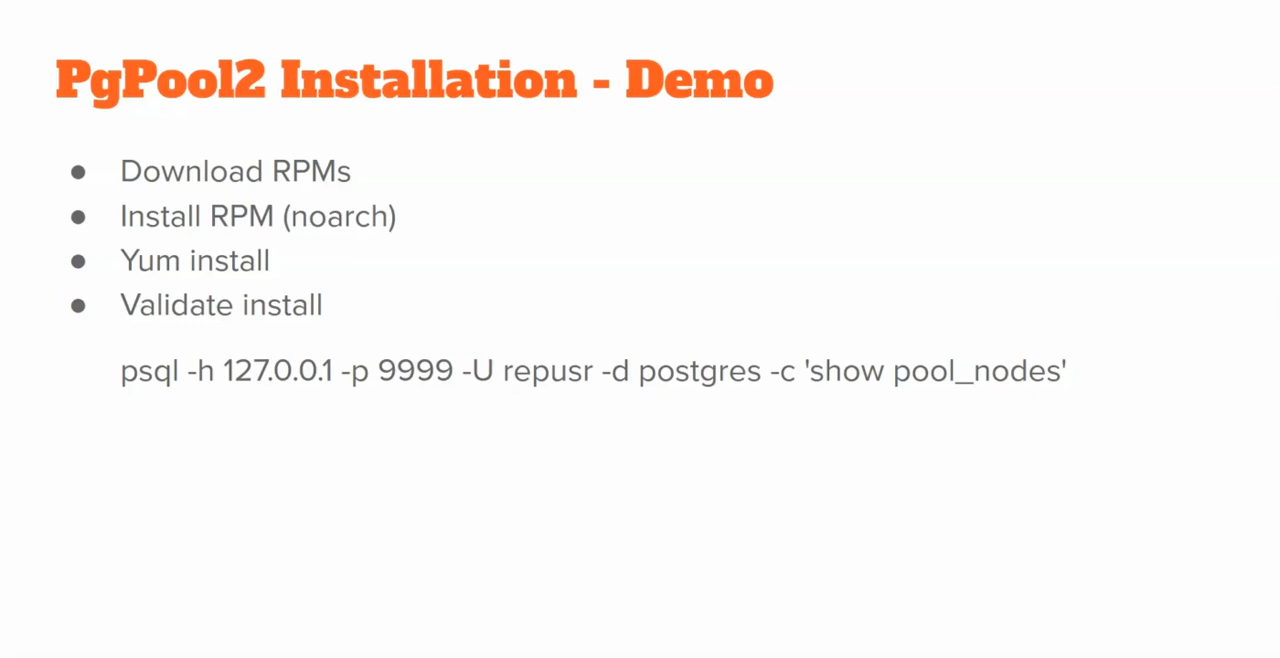 PgPool2 Installation - Demo
● Download RPMs
● Install RPM (noarch)
● Yum install
● Validate install
psql -h 127.0.0.1 -p 9999 -U repusr -d postgres -c 'show pool_nodes'